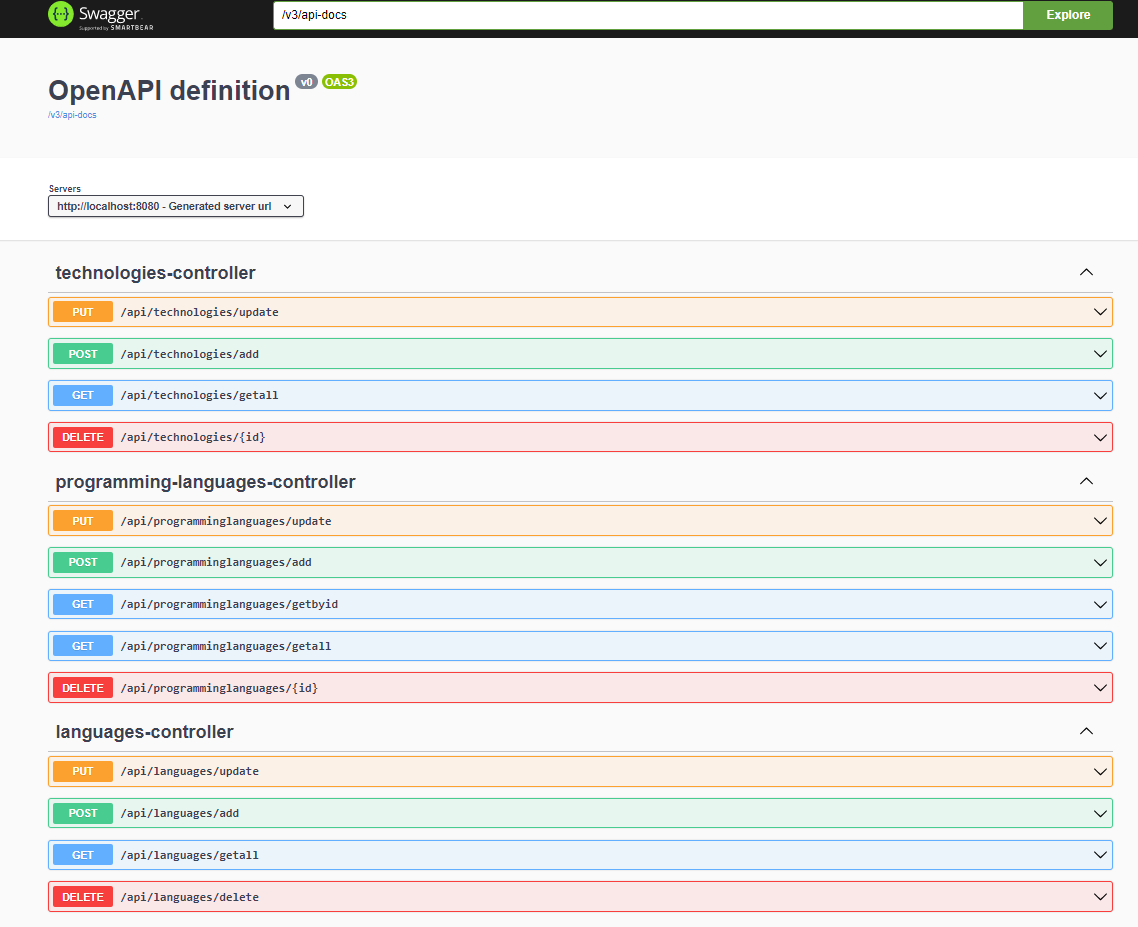 Swagger
Supported by SMARTBEAR
/v3/api-docs
Explore
OpenAPI definition v0 OAS3
/v3/api-docs
Servers
http://localhost:8080 - Generated server url
technologies-controller
PUT /api/technologies/update
POST /api/technologies/add
GET /api/technologies/getall
DELETE /api/technologies/{id}
programming-languages-controller
PUT /api/programminglanguages/update
POST /api/programminglanguages/add
GET /api/programminglanguages/getbyid
GET /api/programminglanguages/getall
DELETE /api/programminglanguages/{id}
languages-controller
PUT /api/languages/update
POST /api/languages/add
GET /api/languages/getall
DELETE /api/languages/delete